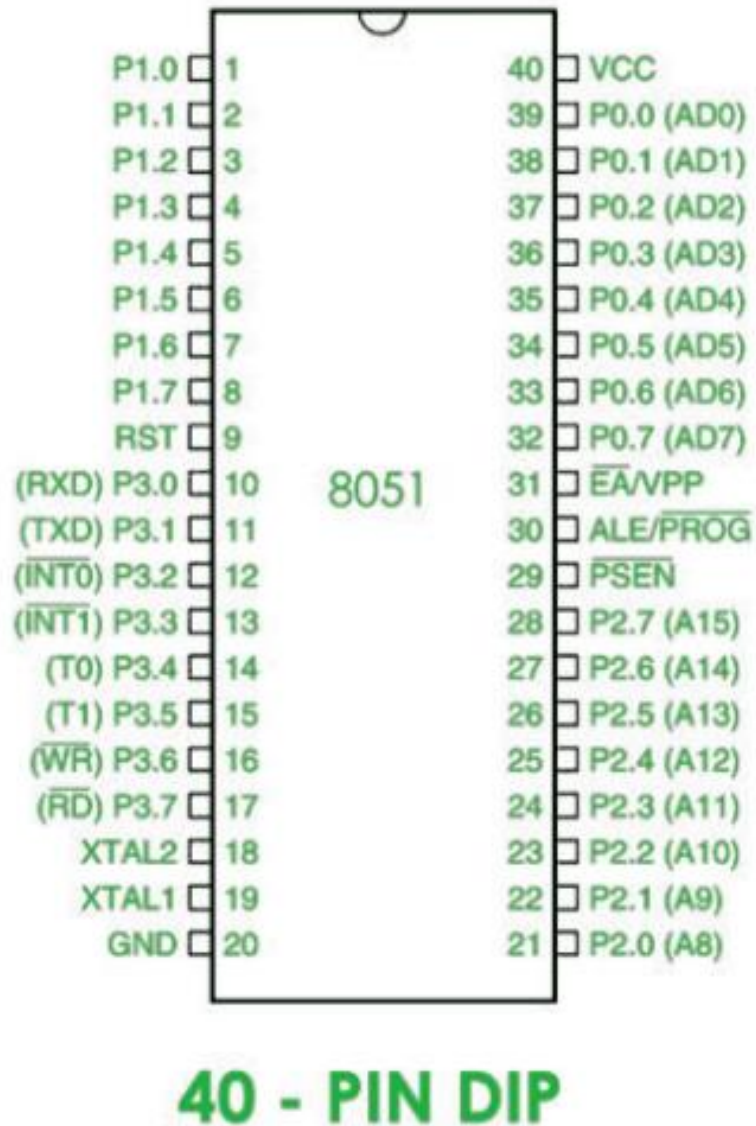 P1.0 1 40 VCC
P1.1 2 39 P0.0 (AD0)
P1.2 3 38 P0.1 (AD1)
P1.3 4 37 P0.2 (AD2)
P1.4 5 36 P0.3 (AD3)
P1.5 6 35 P0.4 (AD4)
P1.6 7 34 P0.5 (AD5)
P1.7 8 33 P0.6 (AD6)
RST 9 32 P0.7 (AD7)
(RXD) P3.0 10 8051 31 E̅A̅/VPP
(TXD) P3.1 11 30 ALE/P̅R̅O̅G̅
(I̅N̅T̅0̅) P3.2 12 29 P̅S̅E̅N̅
(I̅N̅T̅1̅) P3.3 13 28 P2.7 (A15)
(T0) P3.4 14 27 P2.6 (A14)
(T1) P3.5 15 26 P2.5 (A13)
(W̅R̅) P3.6 16 25 P2.4 (A12)
(R̅D̅) P3.7 17 24 P2.3 (A11)
XTAL2 18 23 P2.2 (A10)
XTAL1 19 22 P2.1 (A9)
GND 20 21 P2.0 (A8)
40 - PIN DIP